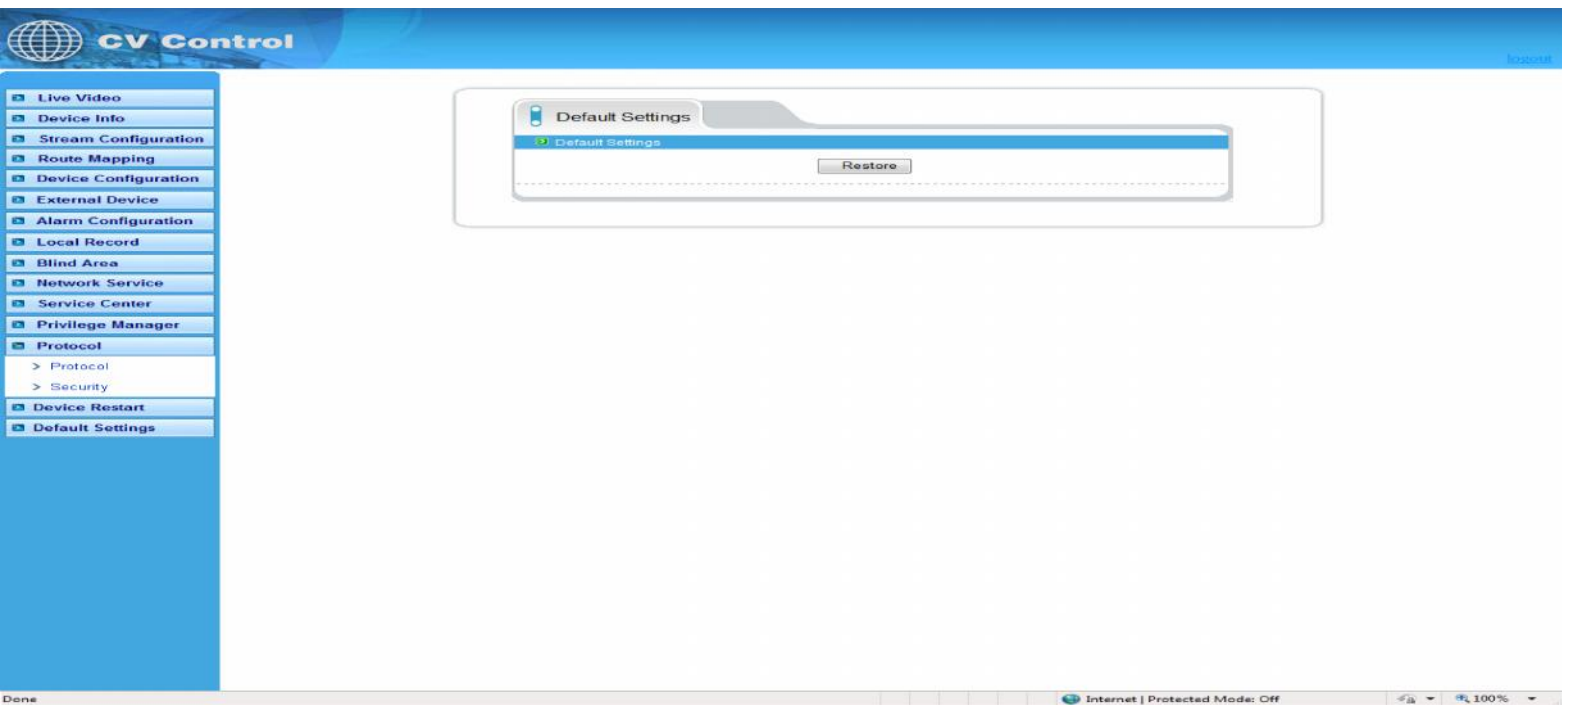 CV Control
logout
Live Video
Device Info
Stream Configuration
Route Mapping
Device Configuration
External Device
Alarm Configuration
Local Record
Blind Area
Network Service
Service Center
Privilege Manager
Protocol
> Protocol
> Security
Device Restart
Default Settings
Default Settings
Default Settings
Restore
Done
Internet | Protected Mode: Off
100%